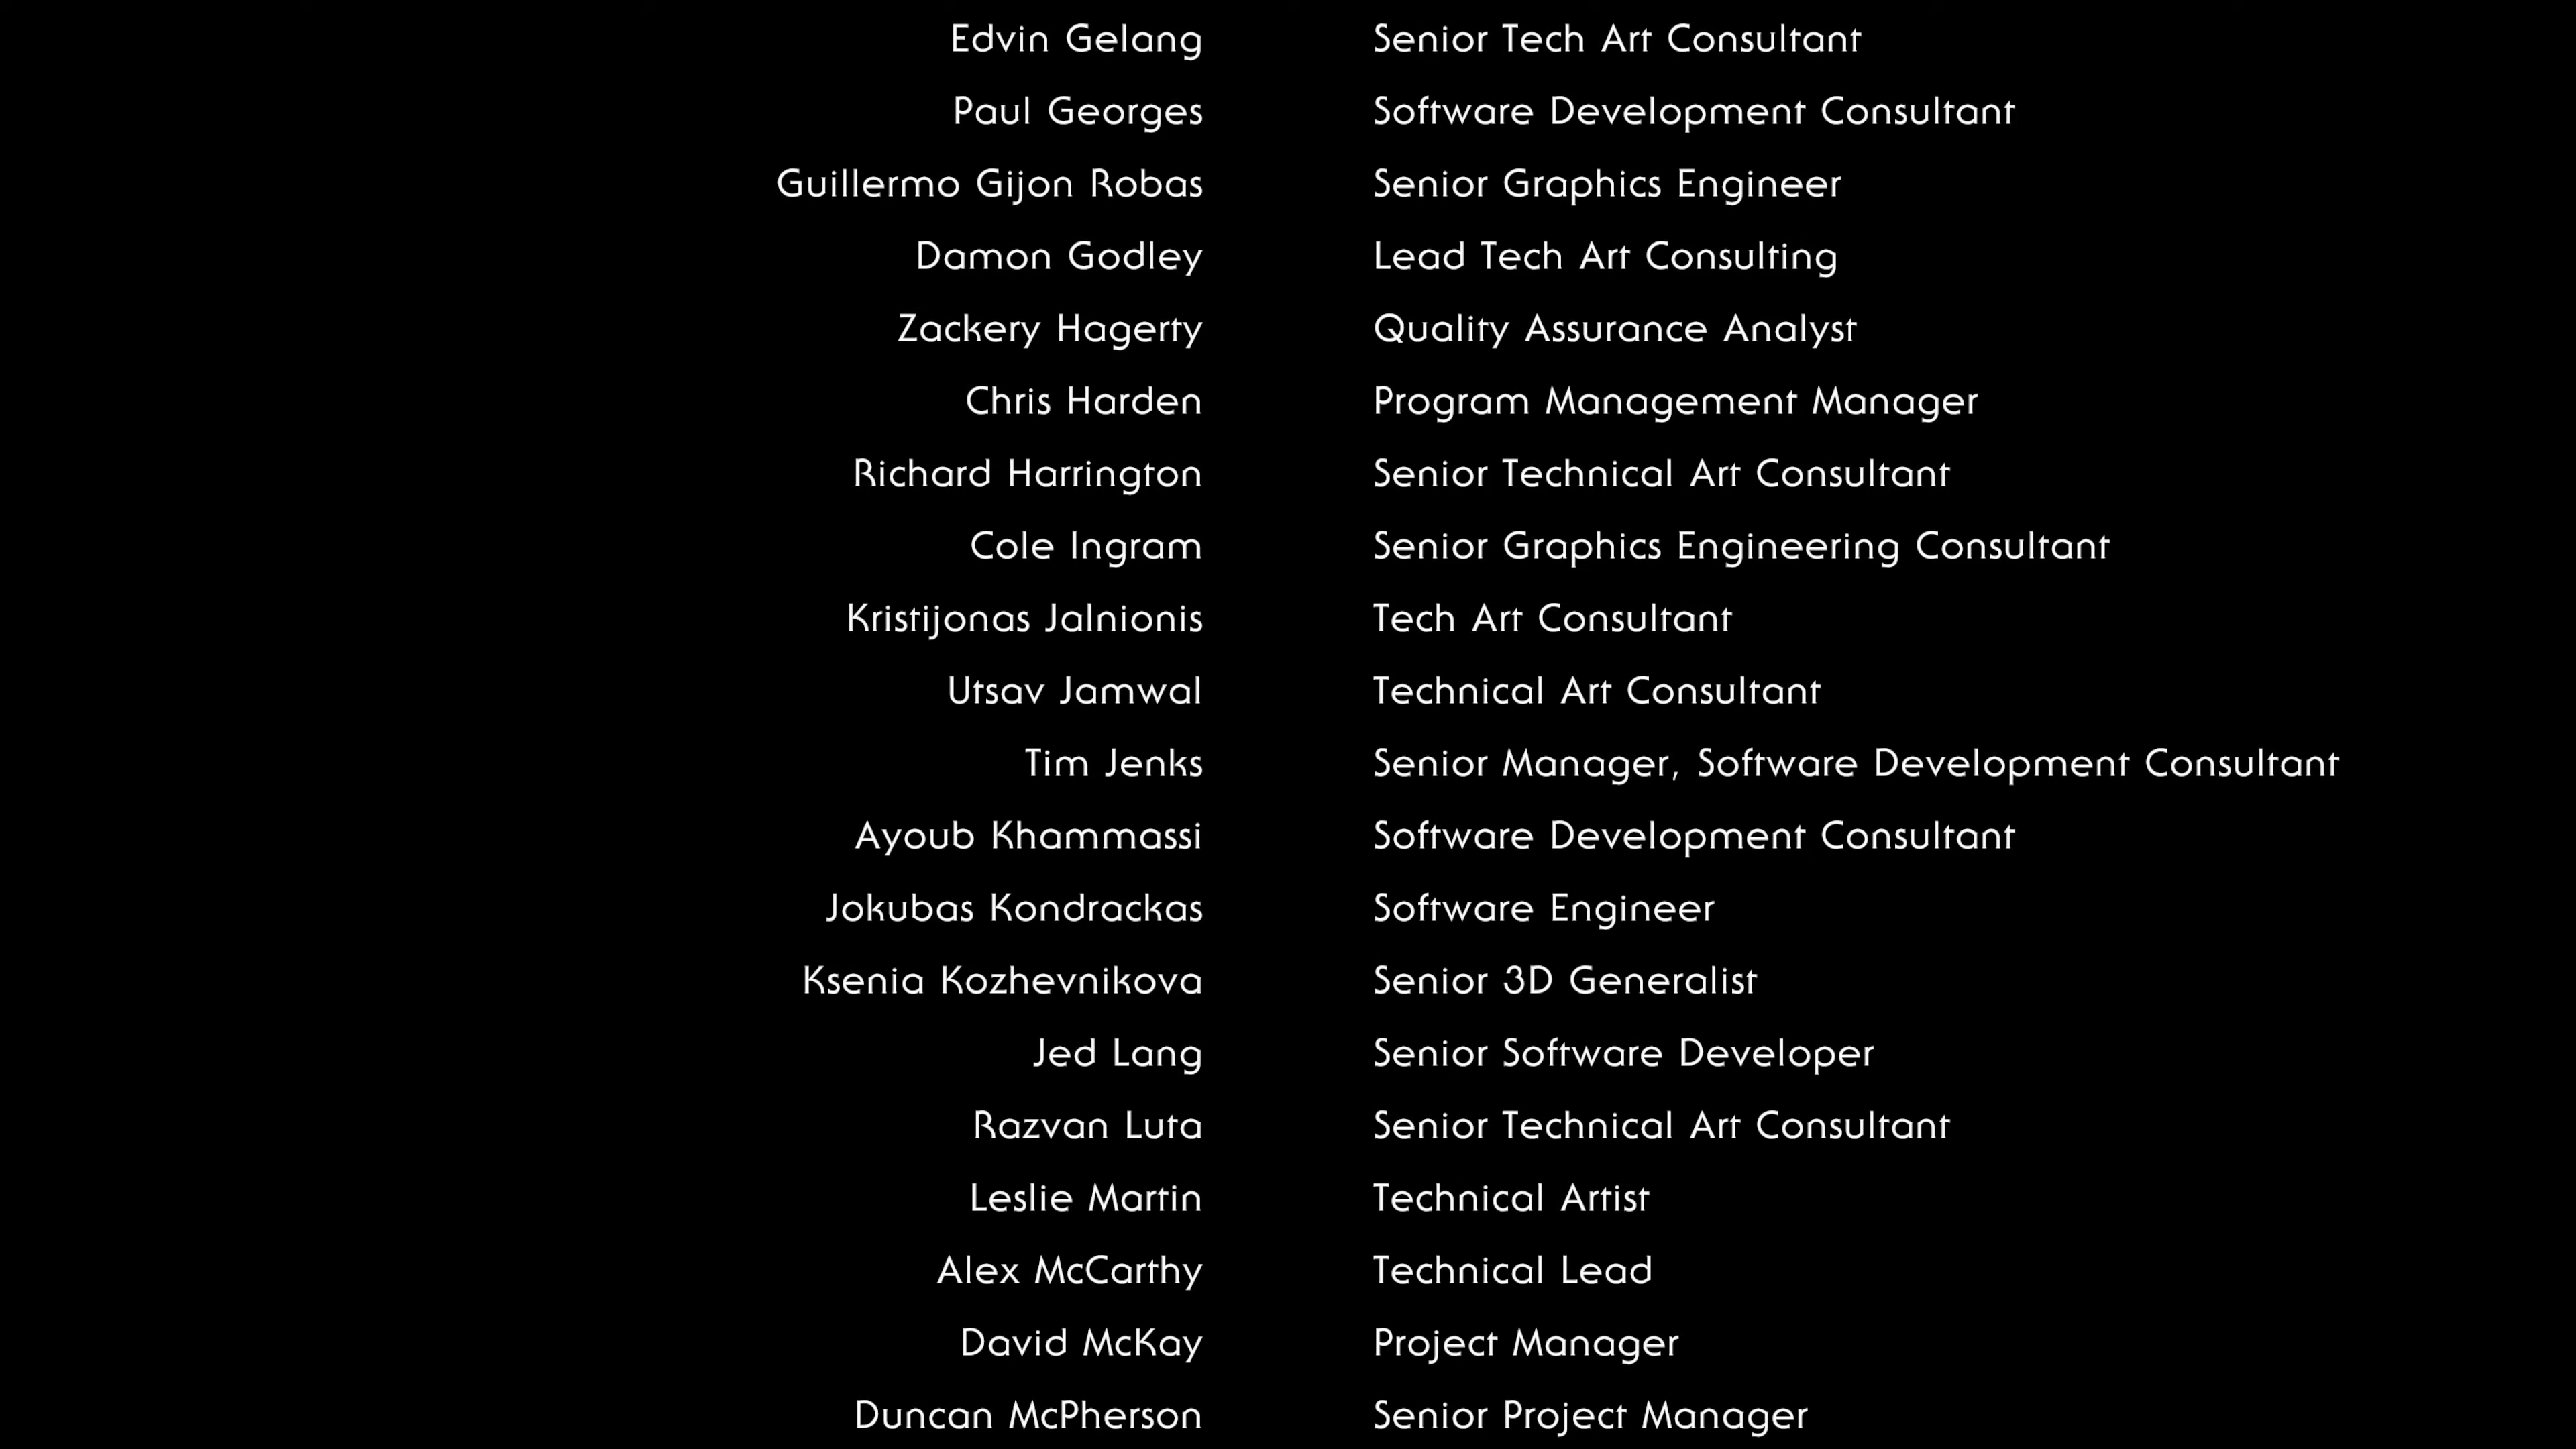 Edvin Gelang Senior Tech Art Consultant
Paul Georges Software Development Consultant
Guillermo Gijon Robas Senior Graphics Engineer
Damon Godley Lead Tech Art Consulting
Zackery Hagerty Quality Assurance Analyst
Chris Harden Program Management Manager
Richard Harrington Senior Technical Art Consultant
Cole Ingram Senior Graphics Engineering Consultant
Kristijonas Jalnionis Tech Art Consultant
Utsav Jamwal Technical Art Consultant
Tim Jenks Senior Manager, Software Development Consultant
Ayoub Khammassi Software Development Consultant
Jokubas Kondrackas Software Engineer
Ksenia Kozhevnikova Senior 3D Generalist
Jed Lang Senior Software Developer
Razvan Luta Senior Technical Art Consultant
Leslie Martin Technical Artist
Alex McCarthy Technical Lead
David McKay Project Manager
Duncan McPherson Senior Project Manager